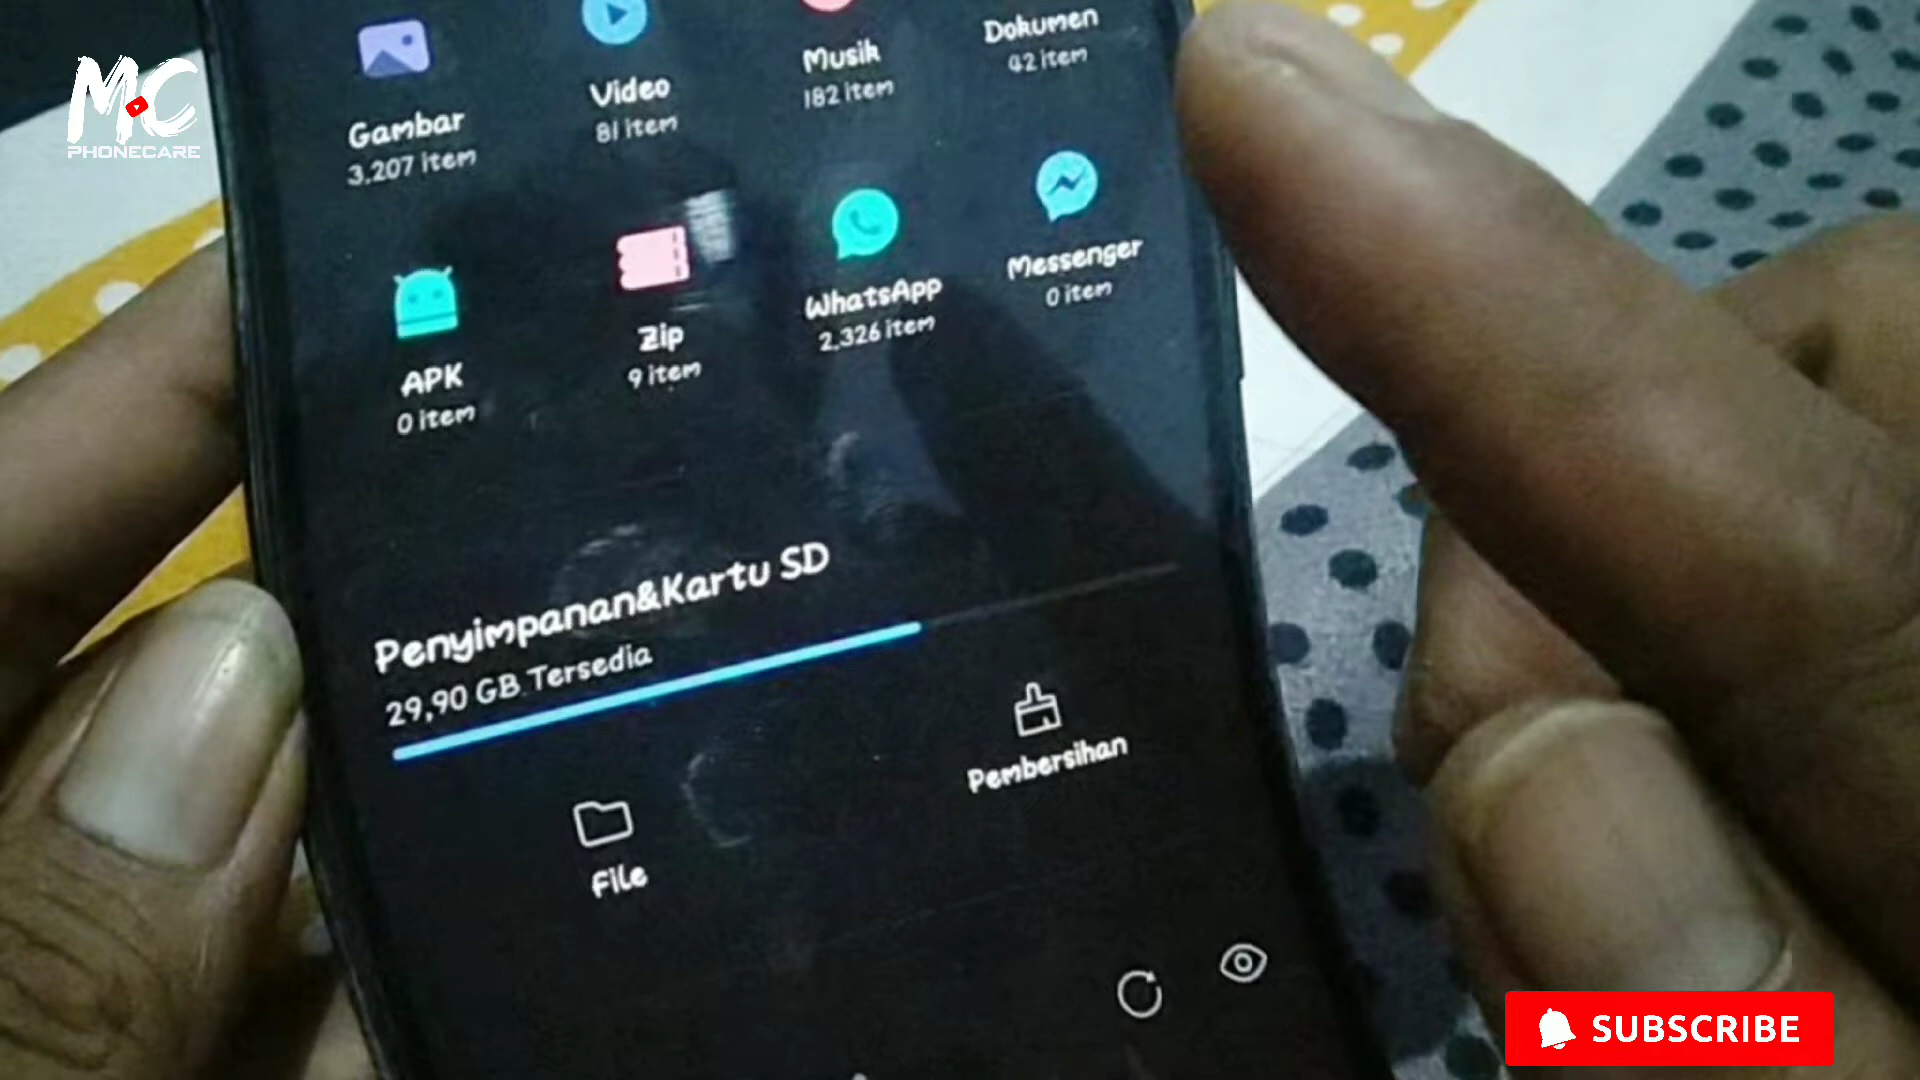 MC
PHONECARE
Gambar
3,207 item
Video
81 item
Musik
182 item
Dokumen
42 item
APK
0 item
Zip
9 item
WhatsApp
2,326 item
Messenger
0 item
Penyimpanan&Kartu SD
29,90 GB Tersedia
File
Pembersihan
SUBSCRIBE